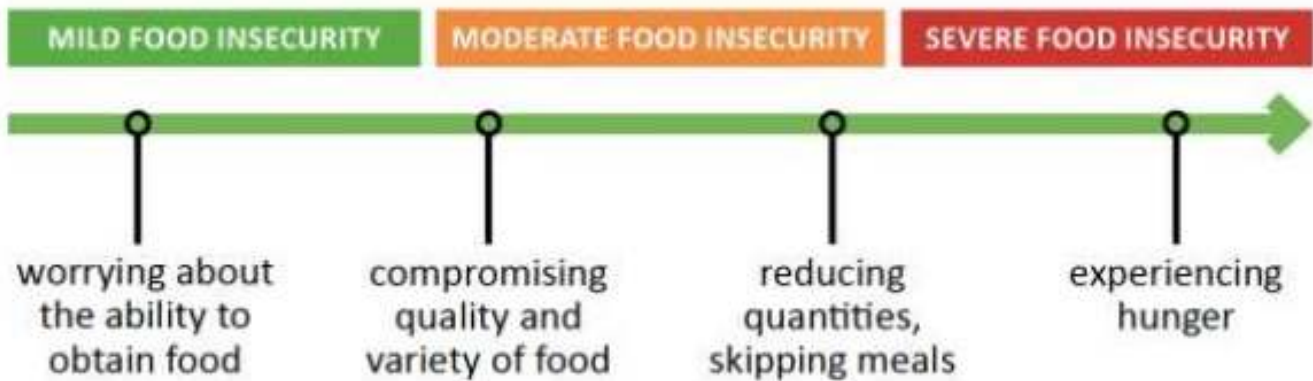 MILD FOOD INSECURITY
MODERATE FOOD INSECURITY
SEVERE FOOD INSECURITY
worrying about
the ability to
obtain food
compromising
quality and
variety of food
reducing
quantities,
skipping meals
experiencing
hunger